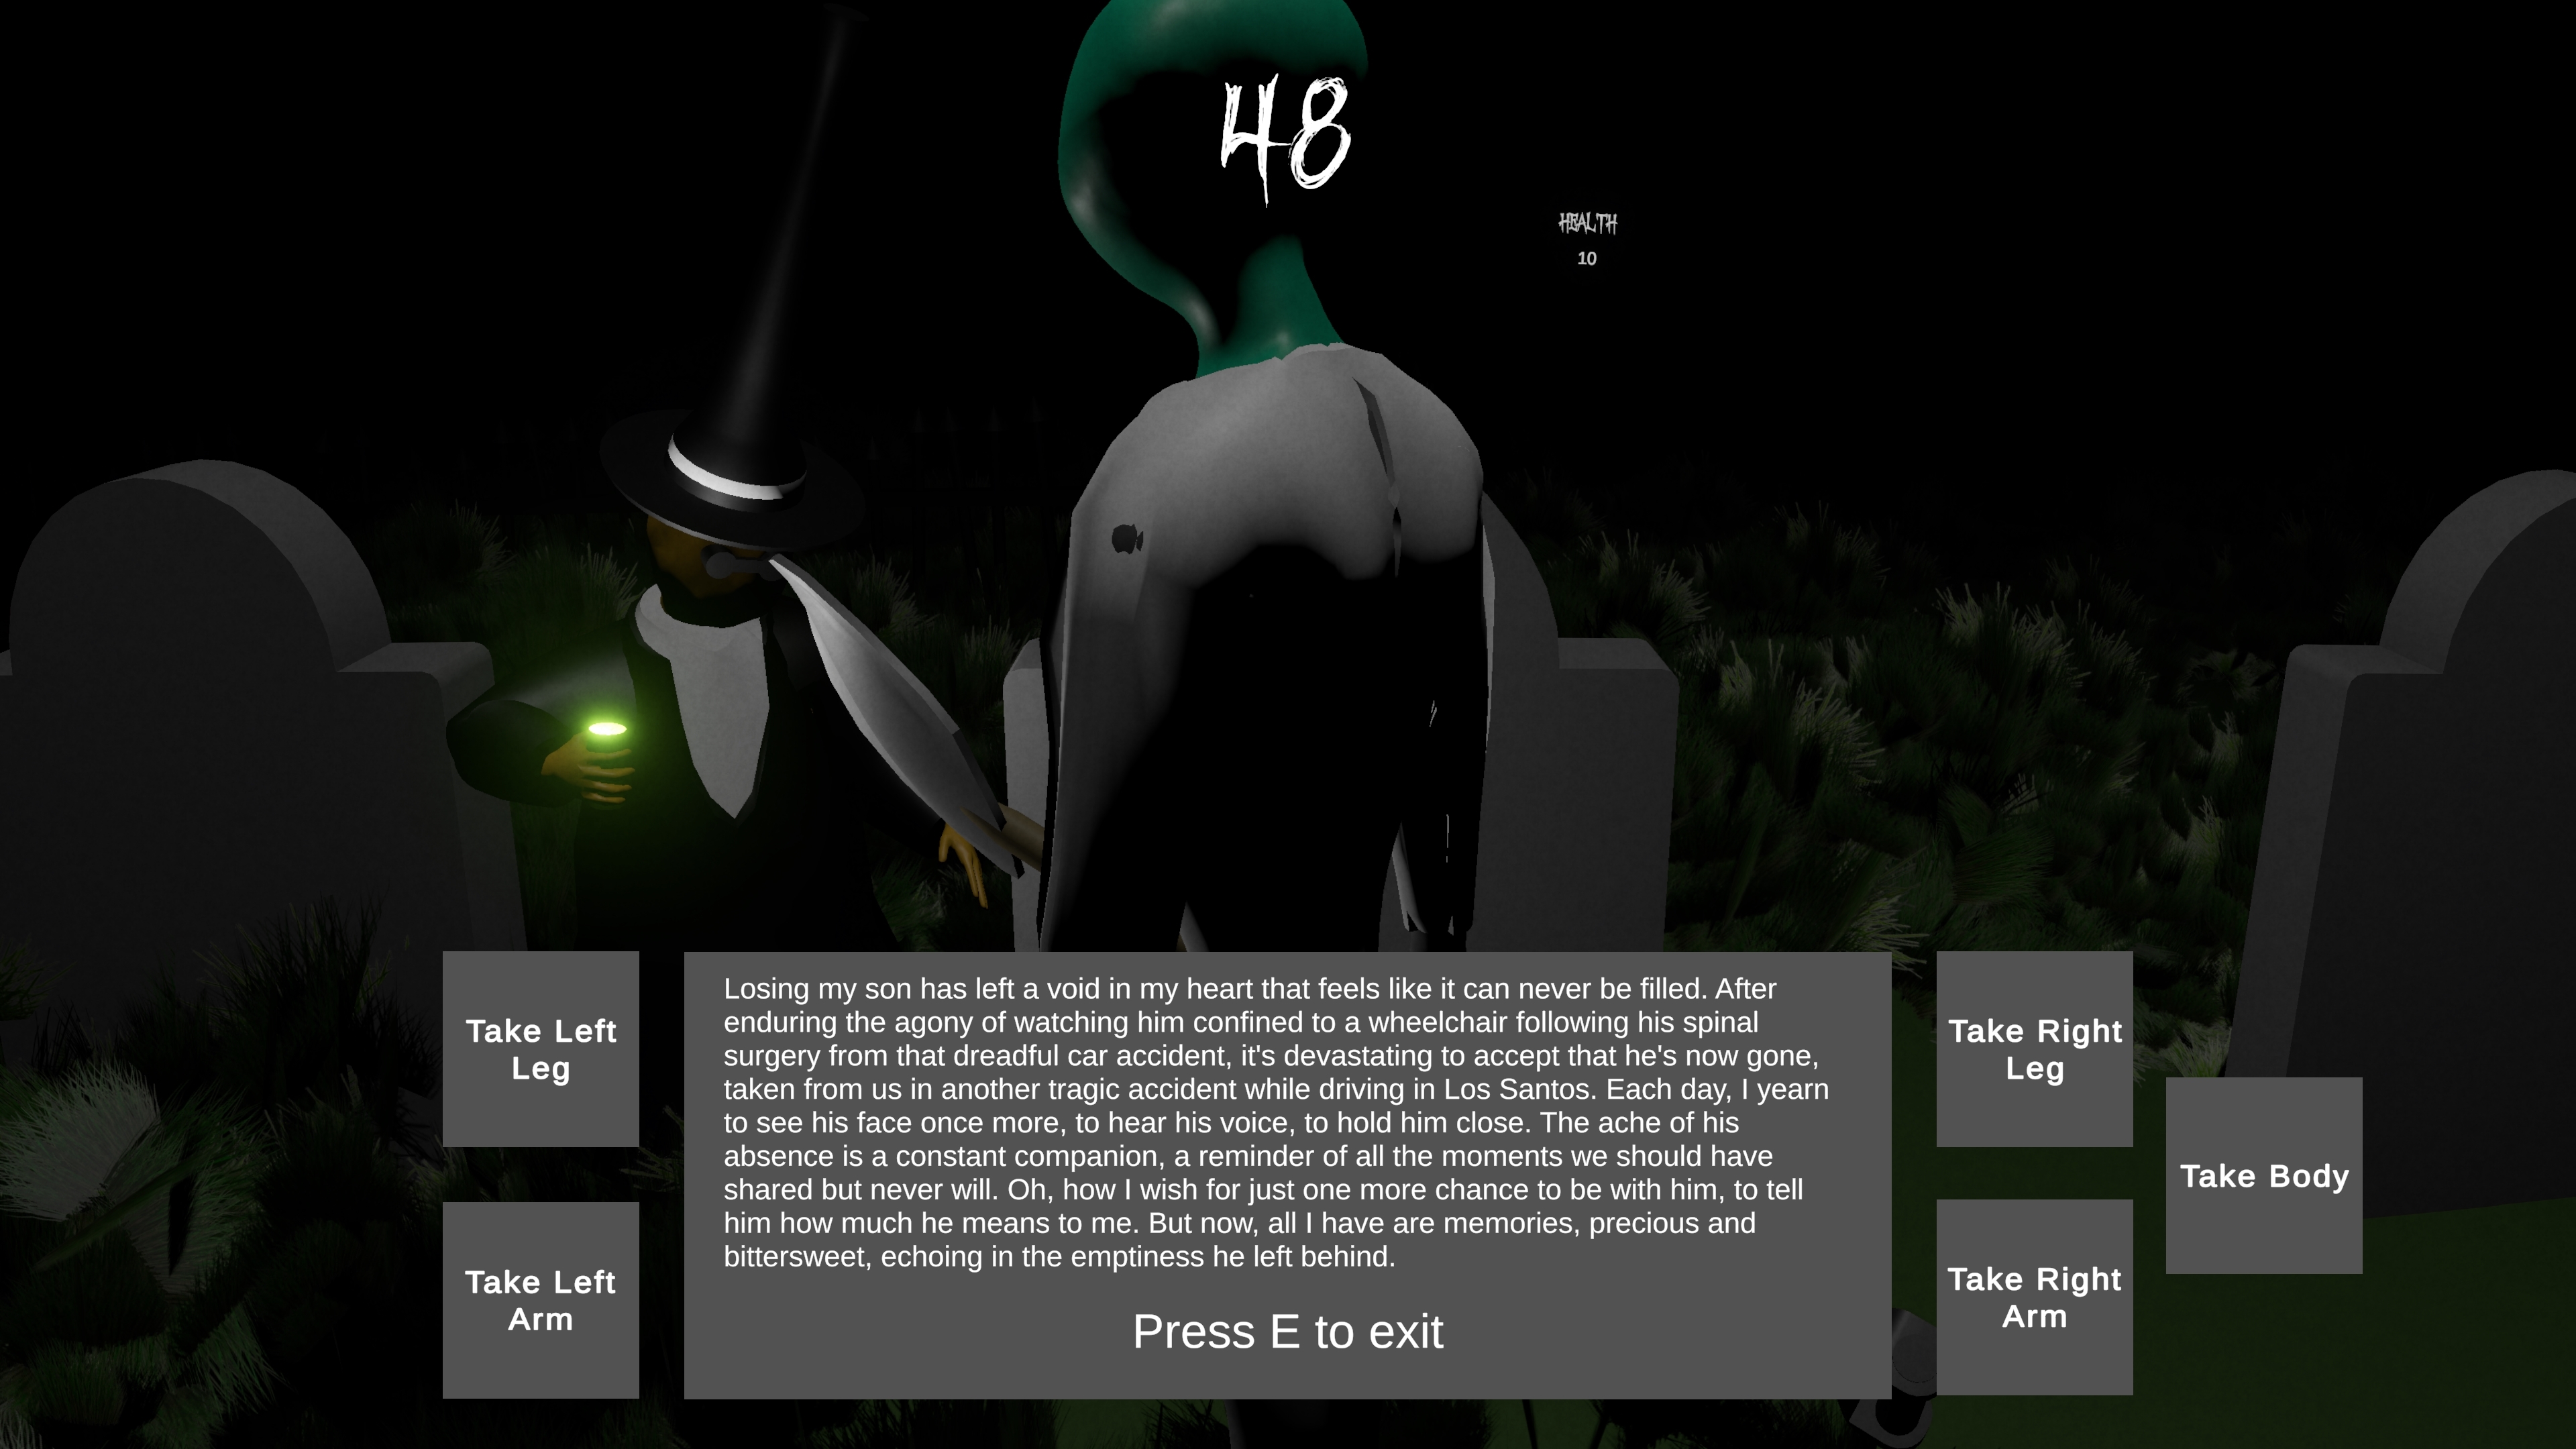 48
HEALTH
10
Take Left
Leg
Take Left
Arm
Losing my son has left a void in my heart that feels like it can never be filled. After
enduring the agony of watching him confined to a wheelchair following his spinal
surgery from that dreadful car accident, it's devastating to accept that he's now gone,
taken from us in another tragic accident while driving in Los Santos. Each day, I yearn
to see his face once more, to hear his voice, to hold him close. The ache of his
absence is a constant companion, a reminder of all the moments we should have
shared but never will. Oh, how I wish for just one more chance to be with him, to tell
him how much he means to me. But now, all I have are memories, precious and
bittersweet, echoing in the emptiness he left behind.
Press E to exit
Take Right
Leg
Take Right
Arm
Take Body